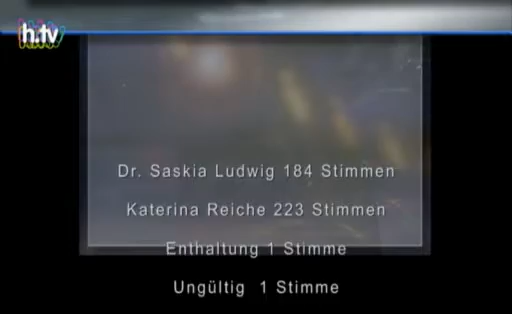 h.tv
Dr. Saskia Ludwig 184 Stimmen
Katerina Reiche 223 Stimmen
Enthaltung 1 Stimme
Ungültig 1 Stimme